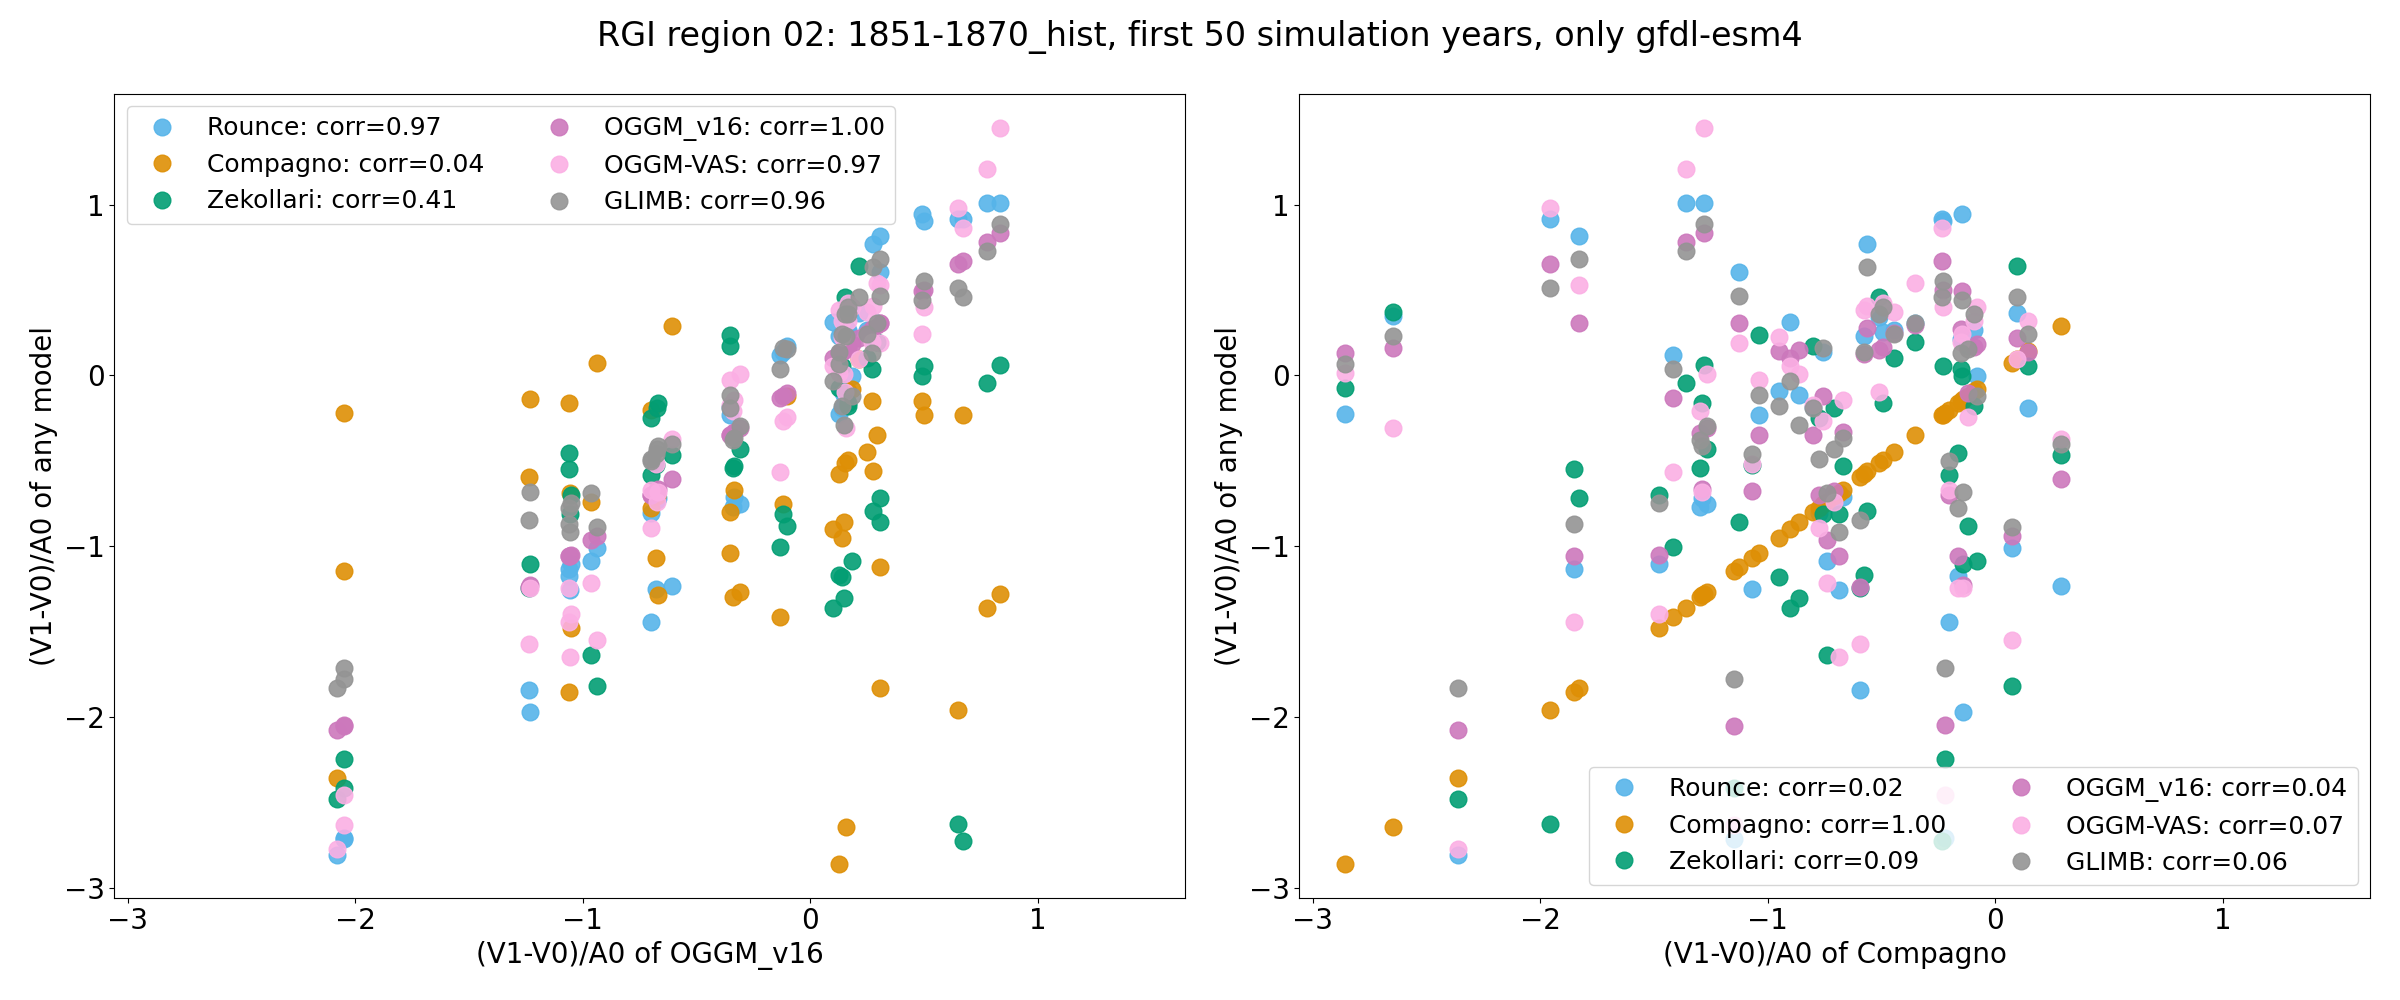 RGI region 02: 1851-1870_hist, first 50 simulation years, only gfdl-esm4
Rounce: corr=0.97
Compagno: corr=0.04
Zekollari: corr=0.41
OGGM_v16: corr=1.00
OGGM-VAS: corr=0.97
GLIMB: corr=0.96
(V1-V0)/A0 of any model
1
0
−1
−2
−3
−3 −2 −1 0 1
(V1-V0)/A0 of OGGM_v16
(V1-V0)/A0 of any model
1
0
−1
−2
−3
Rounce: corr=0.02
Compagno: corr=1.00
Zekollari: corr=0.09
OGGM_v16: corr=0.04
OGGM-VAS: corr=0.07
GLIMB: corr=0.06
−3 −2 −1 0 1
(V1-V0)/A0 of Compagno